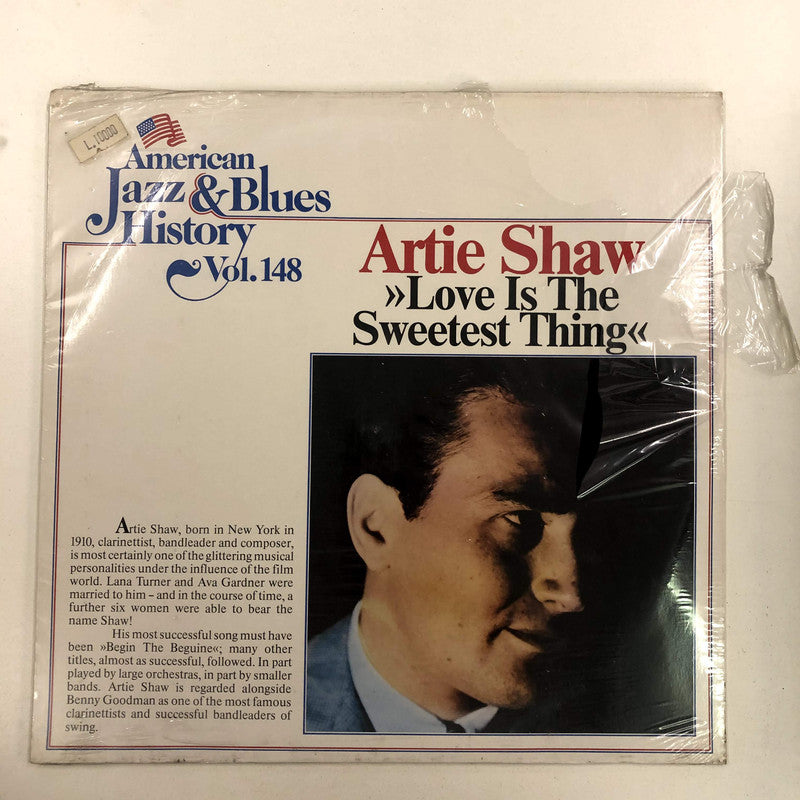 L.10000
American
Jazz & Blues
History
Vol. 148
Artie Shaw
»Love Is The
Sweetest Thing«
Artie Shaw, born in New York in
1910, clarinettist, bandleader and composer,
is most certainly one of the glittering musical
personalities under the influence of the film
world. Lana Turner and Ava Gardner were
married to him – and in the course of time, a
further six women were able to bear the
name Shaw!
His most successful song must have
been »Begin The Beguine«; many other
titles, almost as successful, followed. In part
played by large orchestras, in part by smaller
bands. Artie Shaw is regarded alongside
Benny Goodman as one of the most famous
clarinettists and successful bandleaders of
swing.